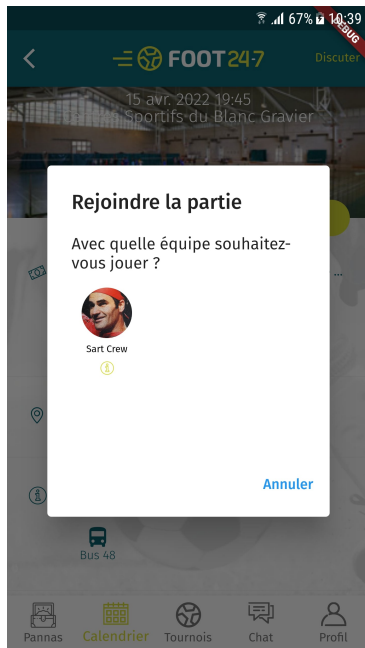 67% 10:39
DEBUG
FOOT24-7
Discuter
15 avr. 2022 19:45
Sportifs du Blanc Gravier
Rejoindre la partie
Avec quelle équipe souhaitez-
vous jouer ?
...
Sart Crew
Annuler
Bus 48
Pannas Calendrier Tournois Chat Profil